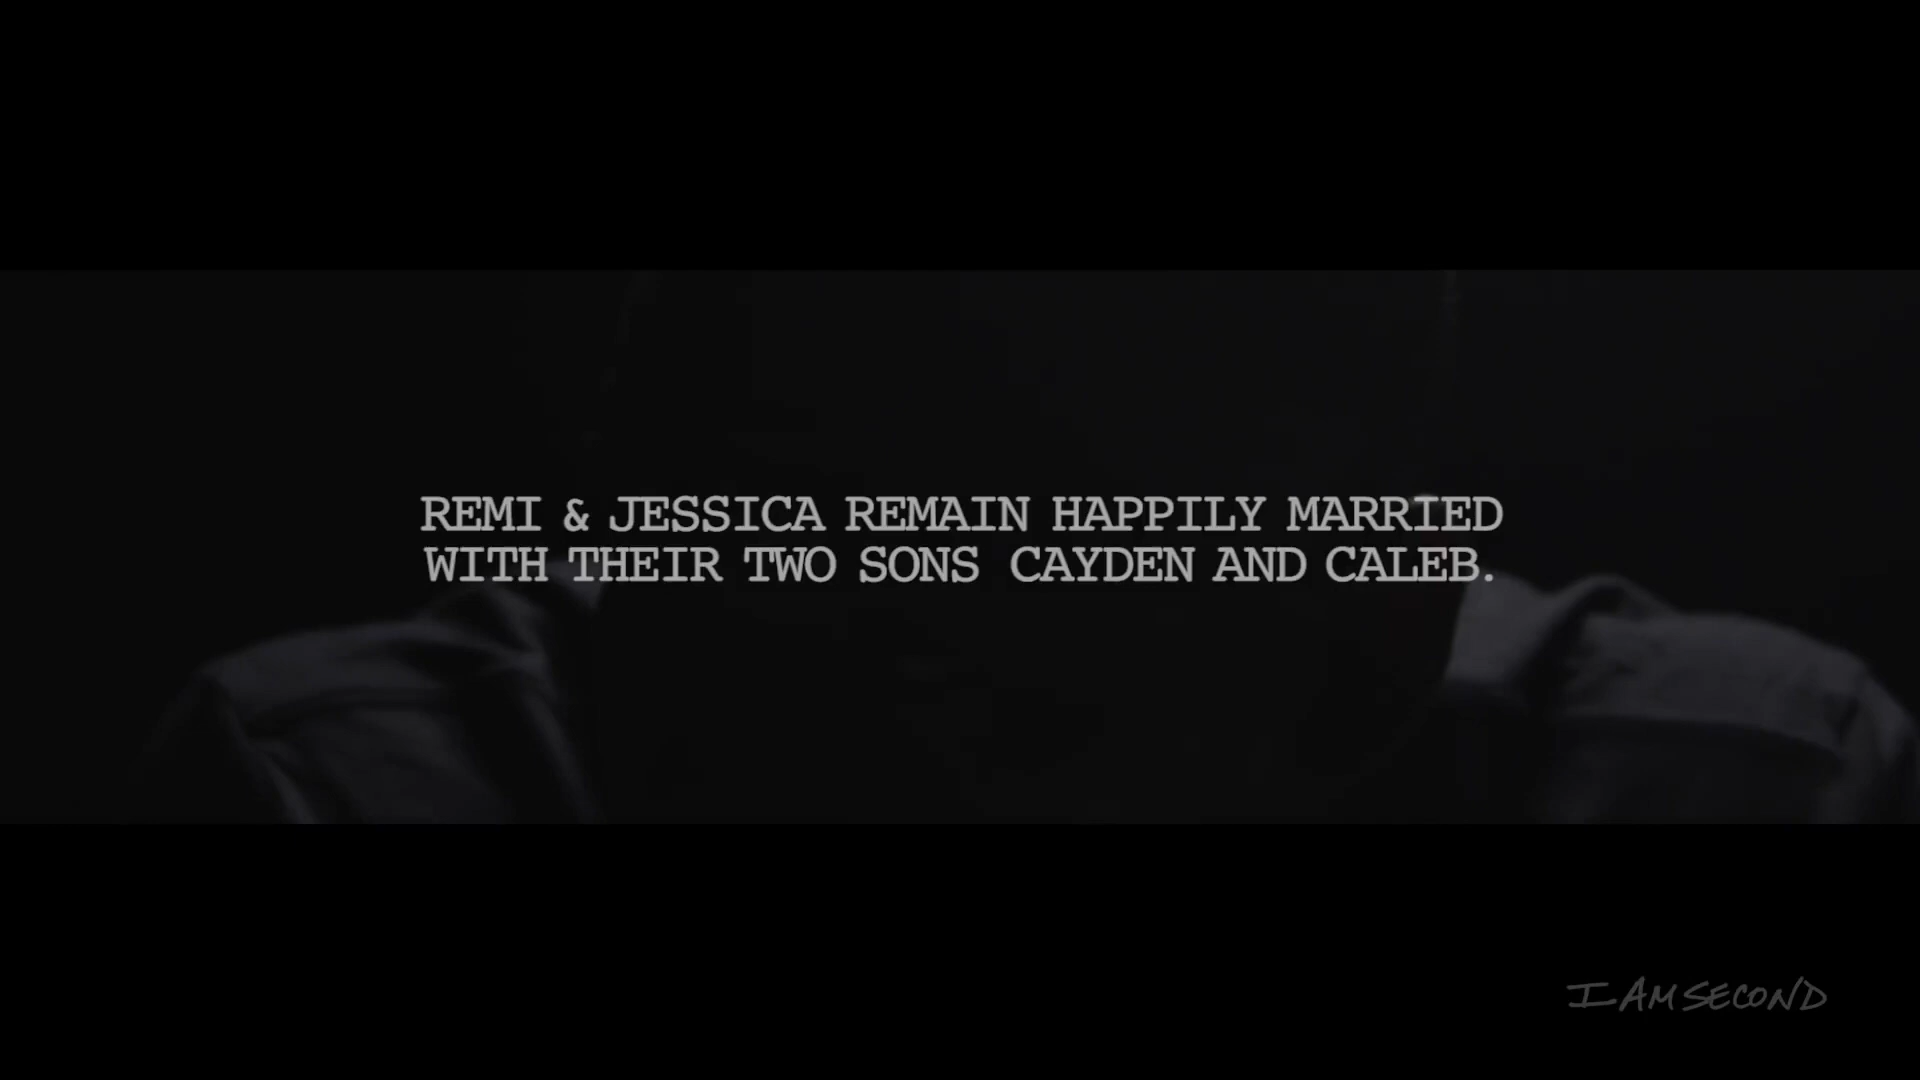 REMI & JESSICA REMAIN HAPPILY MARRIED
WITH THEIR TWO SONS CAYDEN AND CALEB.
I AM SECOND